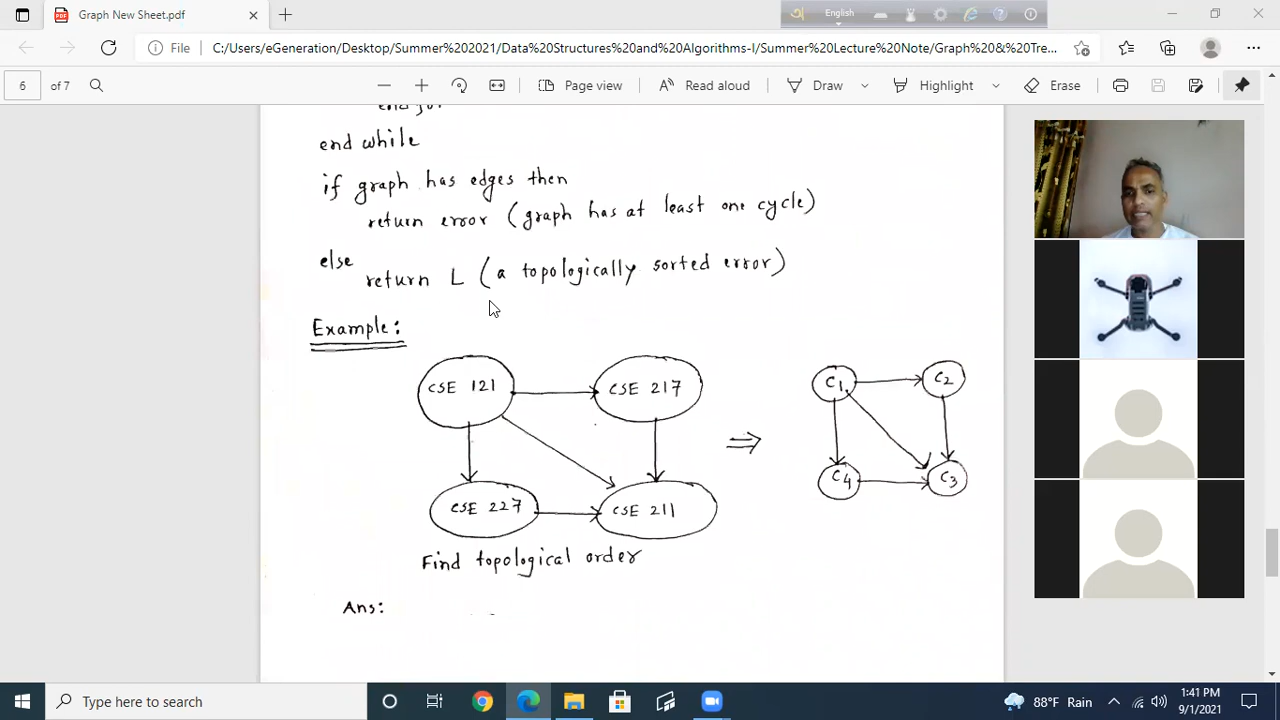 Graph New Sheet.pdf
English
File
C:/Users/eGeneration/Desktop/Summer%202021/Data%20Structures%20and%20Algorithms-I/Summer%20Lecture%20Note/Graph%20&%20Tre...
6 of 7
Page view
Read aloud
Draw
Highlight
Erase
end for
end while
if graph has edges then
return error (graph has at least one cycle)
else
return L (a topologically sorted error)
Example:
CSE 121
CSE 217
C1
C2
⇒
CSE 227
CSE 211
C4
C3
Find topological order
Ans:
Type here to search
88°F Rain
1:41 PM
9/1/2021